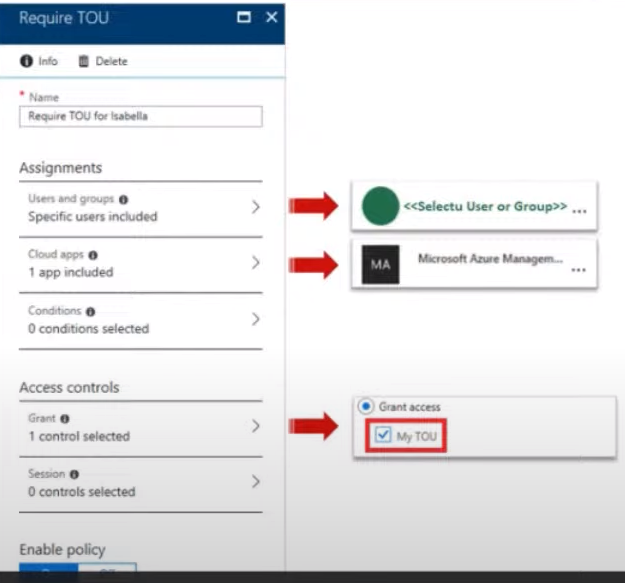 Require TOU
Info Delete
* Name
Require TOU for Isabella
Assignments
Users and groups
Specific users included
<<Selectu User or Group>> ...
Cloud apps
1 app included
MA Microsoft Azure Managem... ...
Conditions
0 conditions selected
Access controls
Grant
1 control selected
Grant access
My TOU
Session
0 controls selected
Enable policy